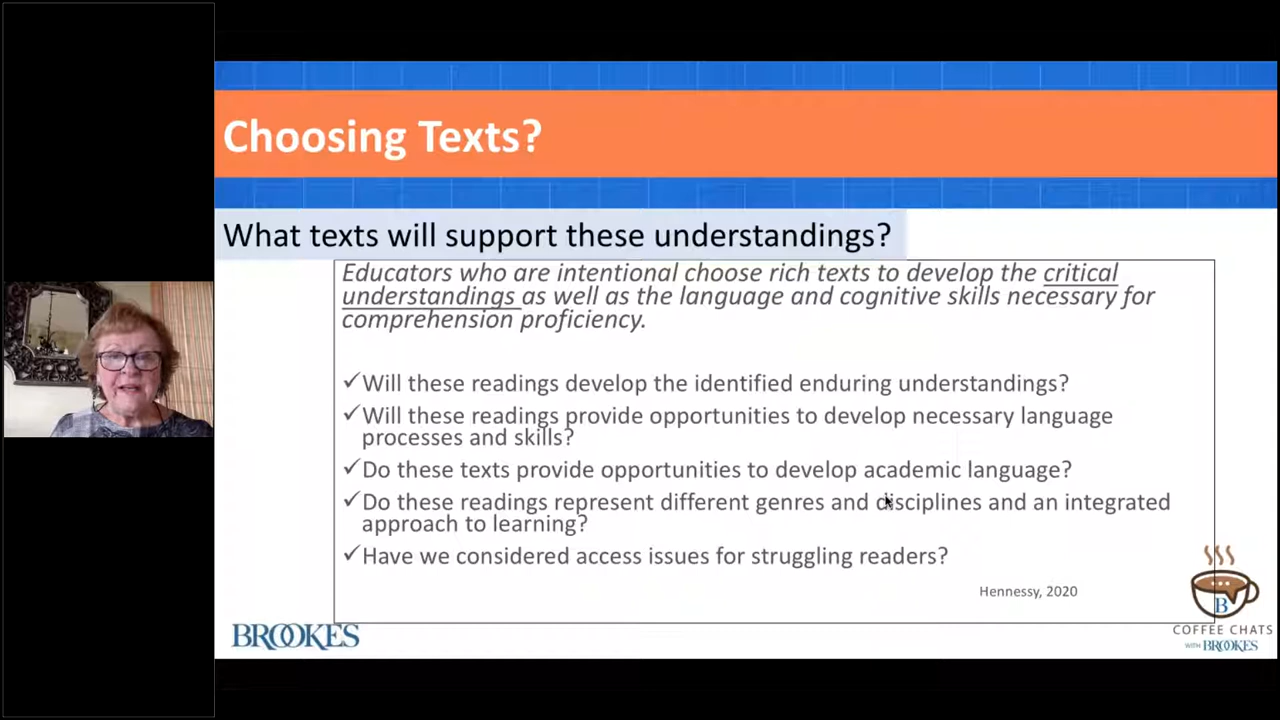 Choosing Texts?
What texts will support these understandings?
Educators who are intentional choose rich texts to develop the critical
understandings as well as the language and cognitive skills necessary for
comprehension proficiency.
✓Will these readings develop the identified enduring understandings?
✓Will these readings provide opportunities to develop necessary language
processes and skills?
✓Do these texts provide opportunities to develop academic language?
✓Do these readings represent different genres and disciplines and an integrated
approach to learning?
✓Have we considered access issues for struggling readers?
Hennessy, 2020
B
BROOKES
COFFEE CHATS
WITH BROOKES